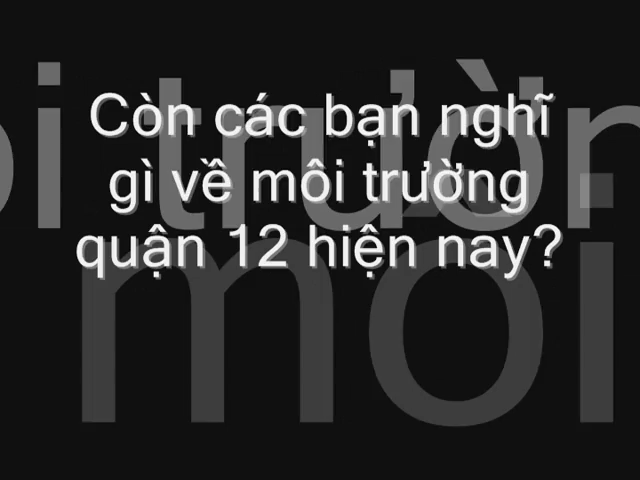 Còn các bạn nghĩ
gì về môi trường
quận 12 hiện nay?